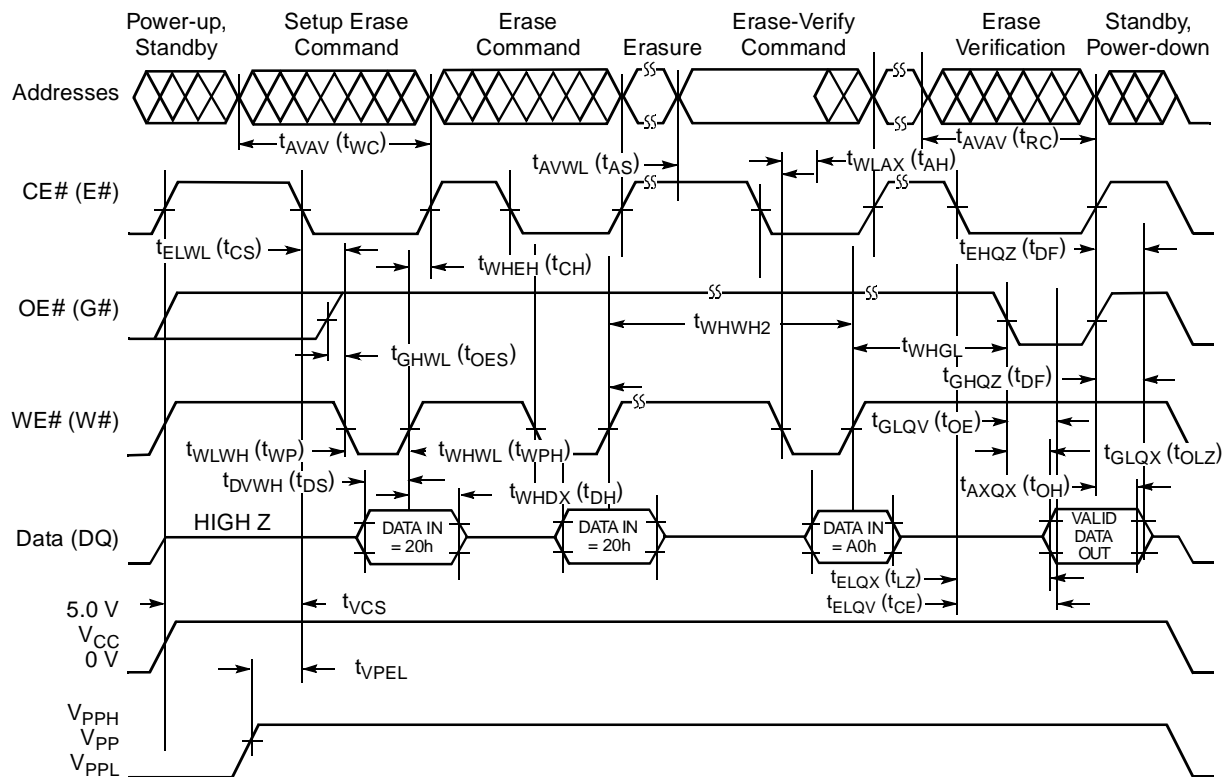 Power-up,
Standby
Setup Erase
Command
Erase
Command
Erasure
Erase-Verify
Command
Erase
Verification
Standby,
Power-down
Addresses
tAVAV (tWC)
tAVWL (tAS)
tWLAX (tAH)
tAVAV (tRC)
CE# (E#)
tELWL (tCS)
tWHEH (tCH)
tEHQZ (tDF)
OE# (G#)
tWHWH2
tWHGL
tGHWL (tOES)
tGHQZ (tDF)
WE# (W#)
tGLQV (tOE)
tWLWH (tWP)
tWHWL (tWPH)
tGLQX (tOLZ)
tDVWH (tDS)
tWHDX (tDH)
tAXQX (tOH)
Data (DQ)
HIGH Z
DATA IN
= 20h
DATA IN
= 20h
DATA IN
= A0h
VALID
DATA
OUT
tELQX (tLZ)
tELQV (tCE)
5.0 V
VCC
0 V
tVCS
tVPEL
VPPH
VPP
VPPL